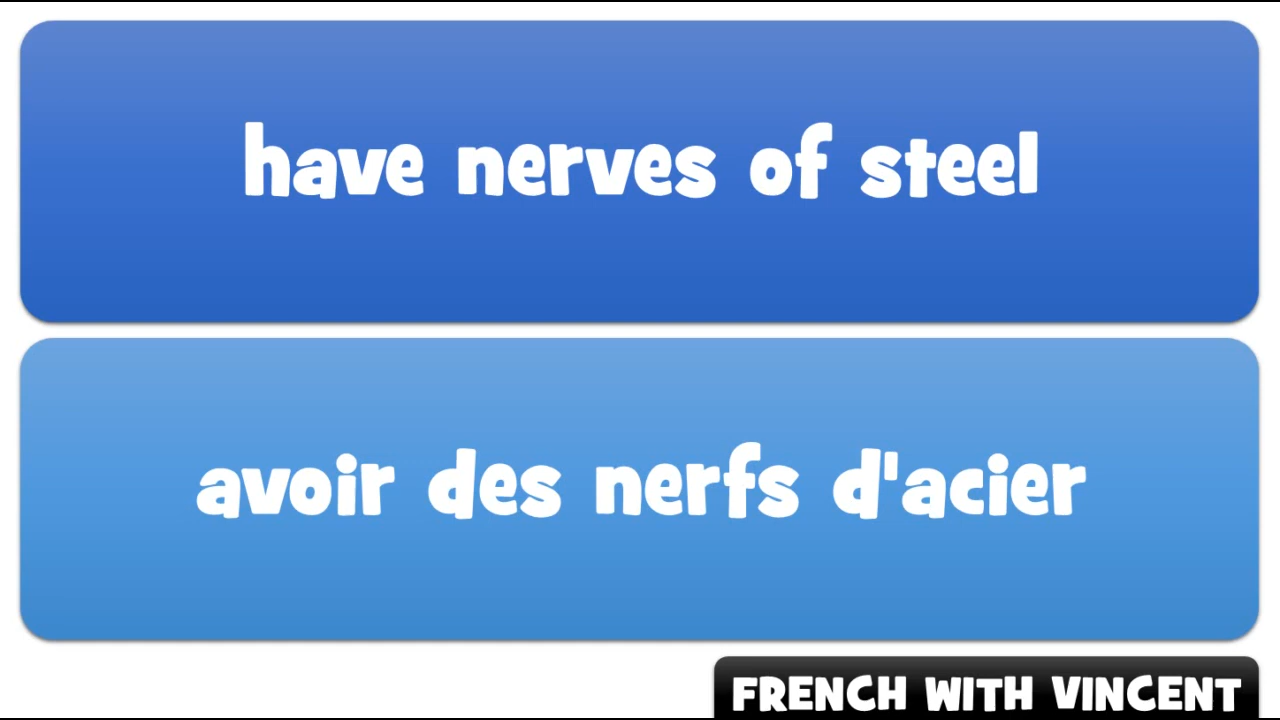 have nerves of steel
avoir des nerfs d'acier
FRENCH WITH VINCENT